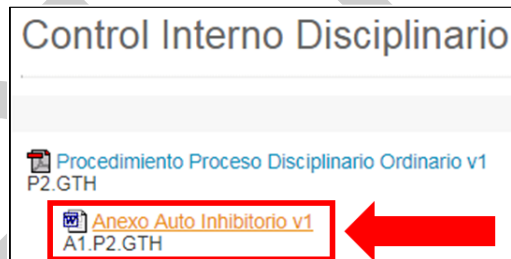 Control Interno Disciplinario
Procedimiento Proceso Disciplinario Ordinario v1
P2.GTH
Anexo Auto Inhibitorio v1
A1.P2.GTH